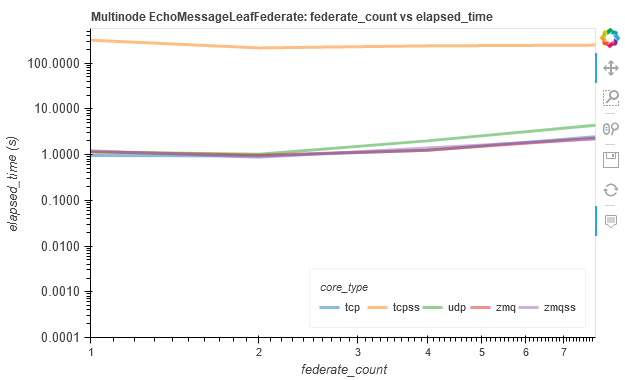 Multinode EchoMessageLeafFederate: federate_count vs elapsed_time
100.0000
10.0000
1.0000
0.1000
0.0100
0.0010
0.0001
elapsed_time (s)
core_type
tcp tcpss udp zmq zmqss
1 2 3 4 5 6 7
federate_count